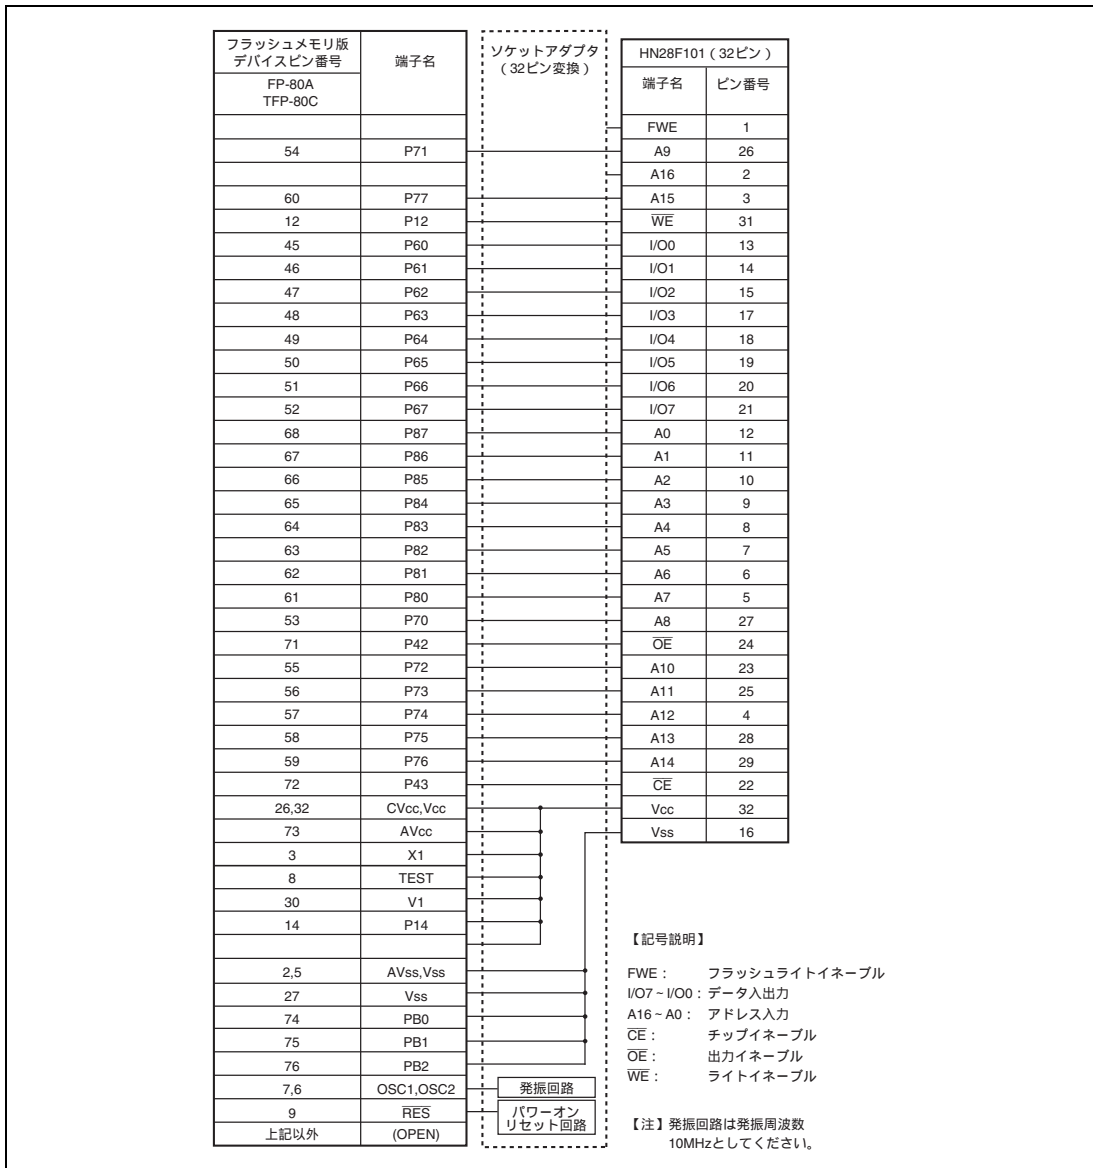 フラッシュメモリ版
デバイスピン番号
端子名
FP-80A
TFP-80C
ソケットアダプタ
(32ピン変換)
HN28F101(32ピン)
端子名 ピン番号
FWE 1
54 P71 A9 26
A16 2
60 P77 A15 3
12 P12 WE 31
45 P60 I/O0 13
46 P61 I/O1 14
47 P62 I/O2 15
48 P63 I/O3 17
49 P64 I/O4 18
50 P65 I/O5 19
51 P66 I/O6 20
52 P67 I/O7 21
68 P87 A0 12
67 P86 A1 11
66 P85 A2 10
65 P84 A3 9
64 P83 A4 8
63 P82 A5 7
62 P81 A6 6
61 P80 A7 5
53 P70 A8 27
71 P42 OE 24
55 P72 A10 23
56 P73 A11 25
57 P74 A12 4
58 P75 A13 28
59 P76 A14 29
72 P43 CE 22
26,32 CVcc,Vcc Vcc 32
73 AVcc Vss 16
3 X1
8 TEST
30 V1
14 P14
2,5 AVss,Vss
27 Vss
74 PB0
75 PB1
76 PB2
7,6 OSC1,OSC2 発振回路
9 RES パワーオン
リセット回路
上記以外 (OPEN)
【記号説明】
FWE: フラッシュライトイネーブル
I/O7~I/O0:データ入出力
A16~A0: アドレス入力
CE: チップイネーブル
OE: 出力イネーブル
WE: ライトイネーブル
【注】発振回路は発振周波数
10MHzとしてください。